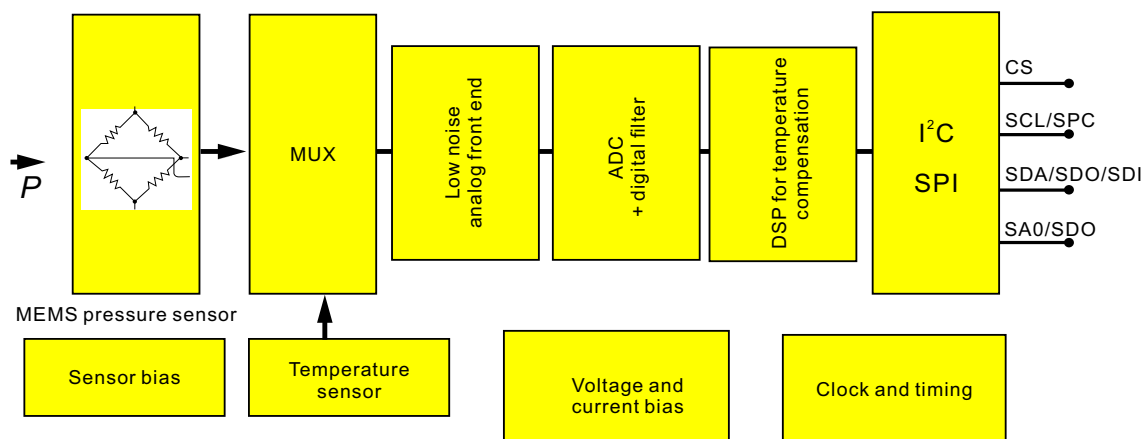 P
MEMS pressure sensor
MUX
Low noise
analog front end
ADC
+ digital filter
DSP for temperature
compensation
I²C
SPI
CS
SCL/SPC
SDA/SDO/SDI
SA0/SDO
Sensor bias
Temperature
sensor
Voltage and
current bias
Clock and timing